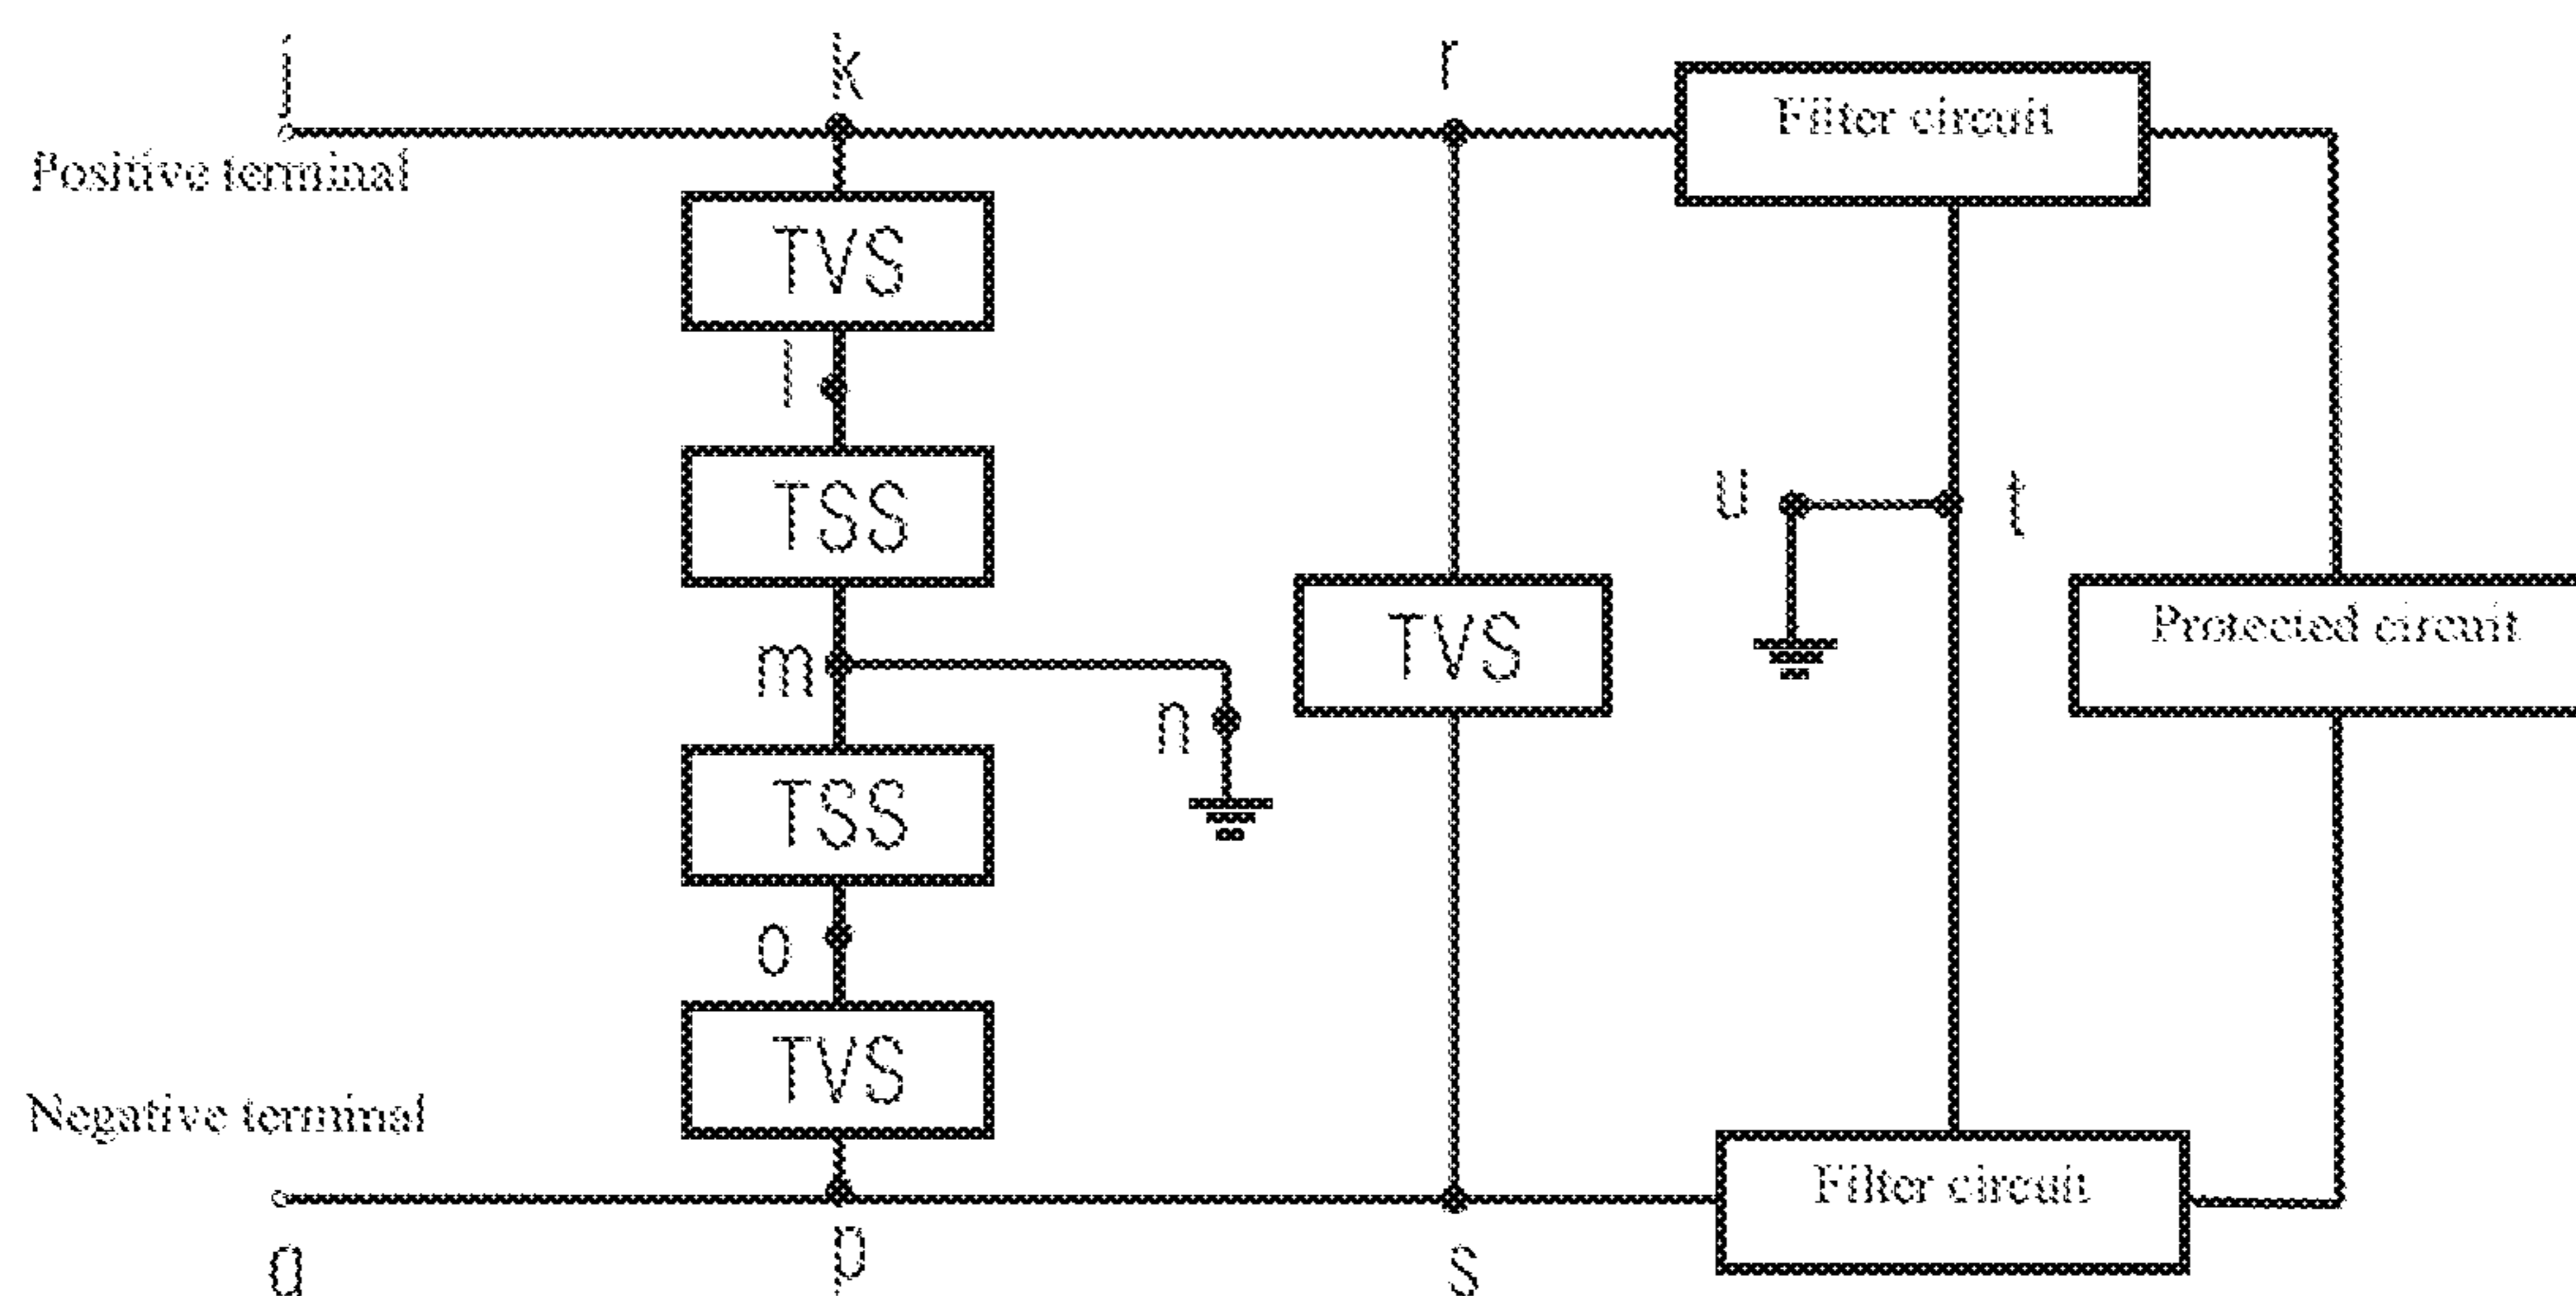 j
k
r
Filter circuit
Positive terminal
TVS
l
TSS
u
t
TVS
Protected circuit
m
n
TSS
o
TVS
Negative terminal
Filter circuit
q
p
s